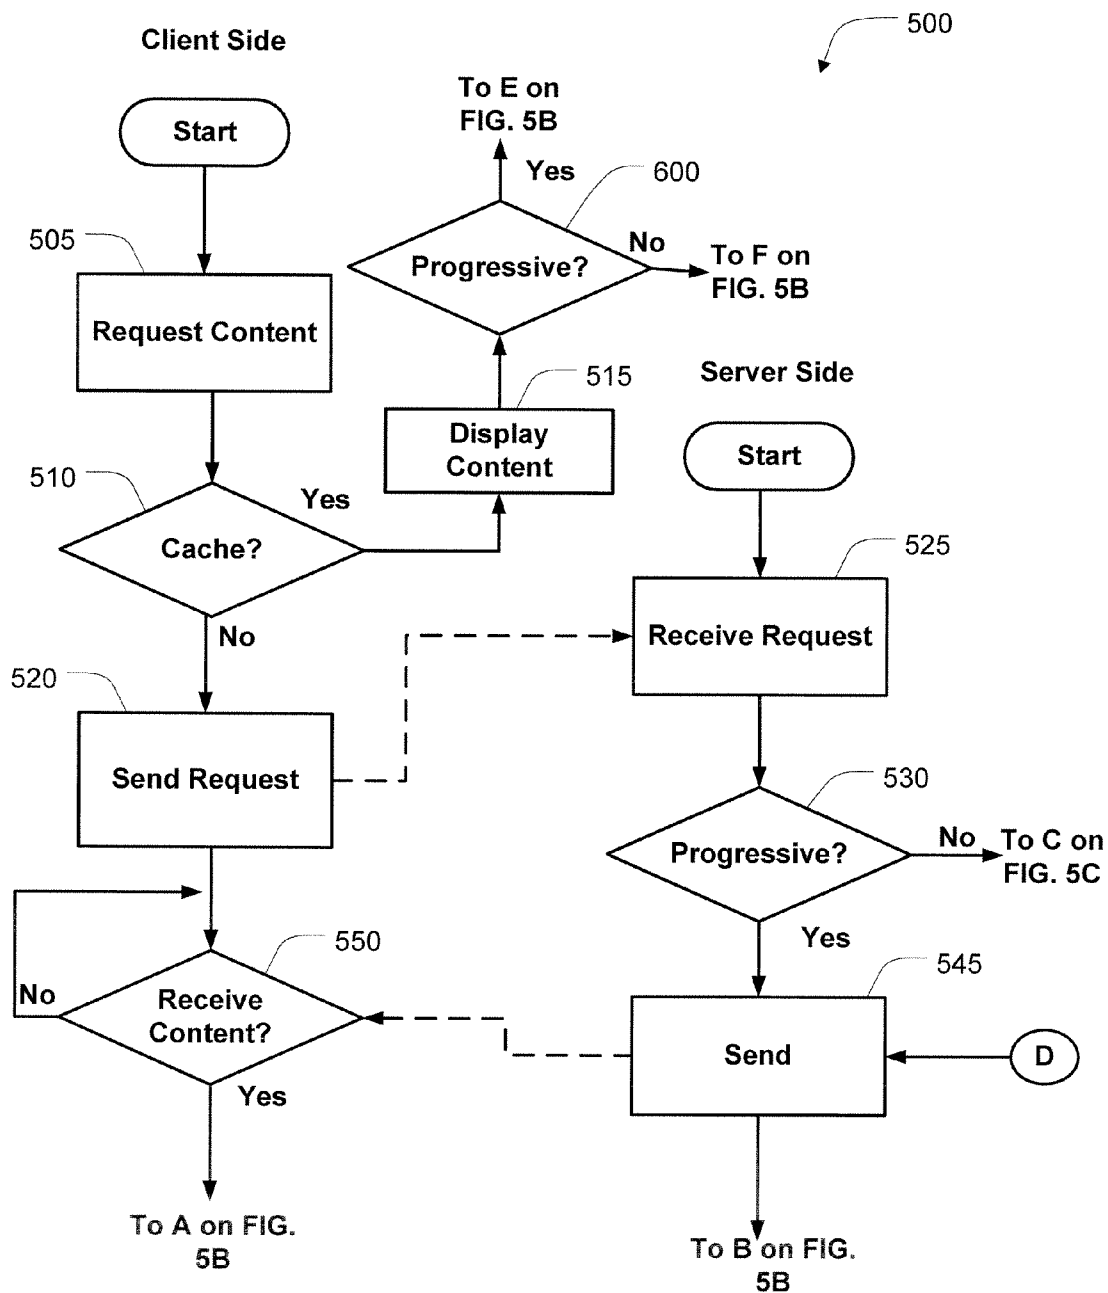 500
Client Side
Start
To E on
FIG. 5B
Yes
600
505
Progressive?
No
To F on
FIG. 5B
Request Content
515
Server Side
Display
Content
Start
510
Yes
Cache?
No
525
Receive Request
520
Send Request
530
Progressive?
No
To C on
FIG. 5C
Yes
550
Receive
Content?
No
Yes
545
Send
D
To A on FIG.
5B
To B on FIG.
5B